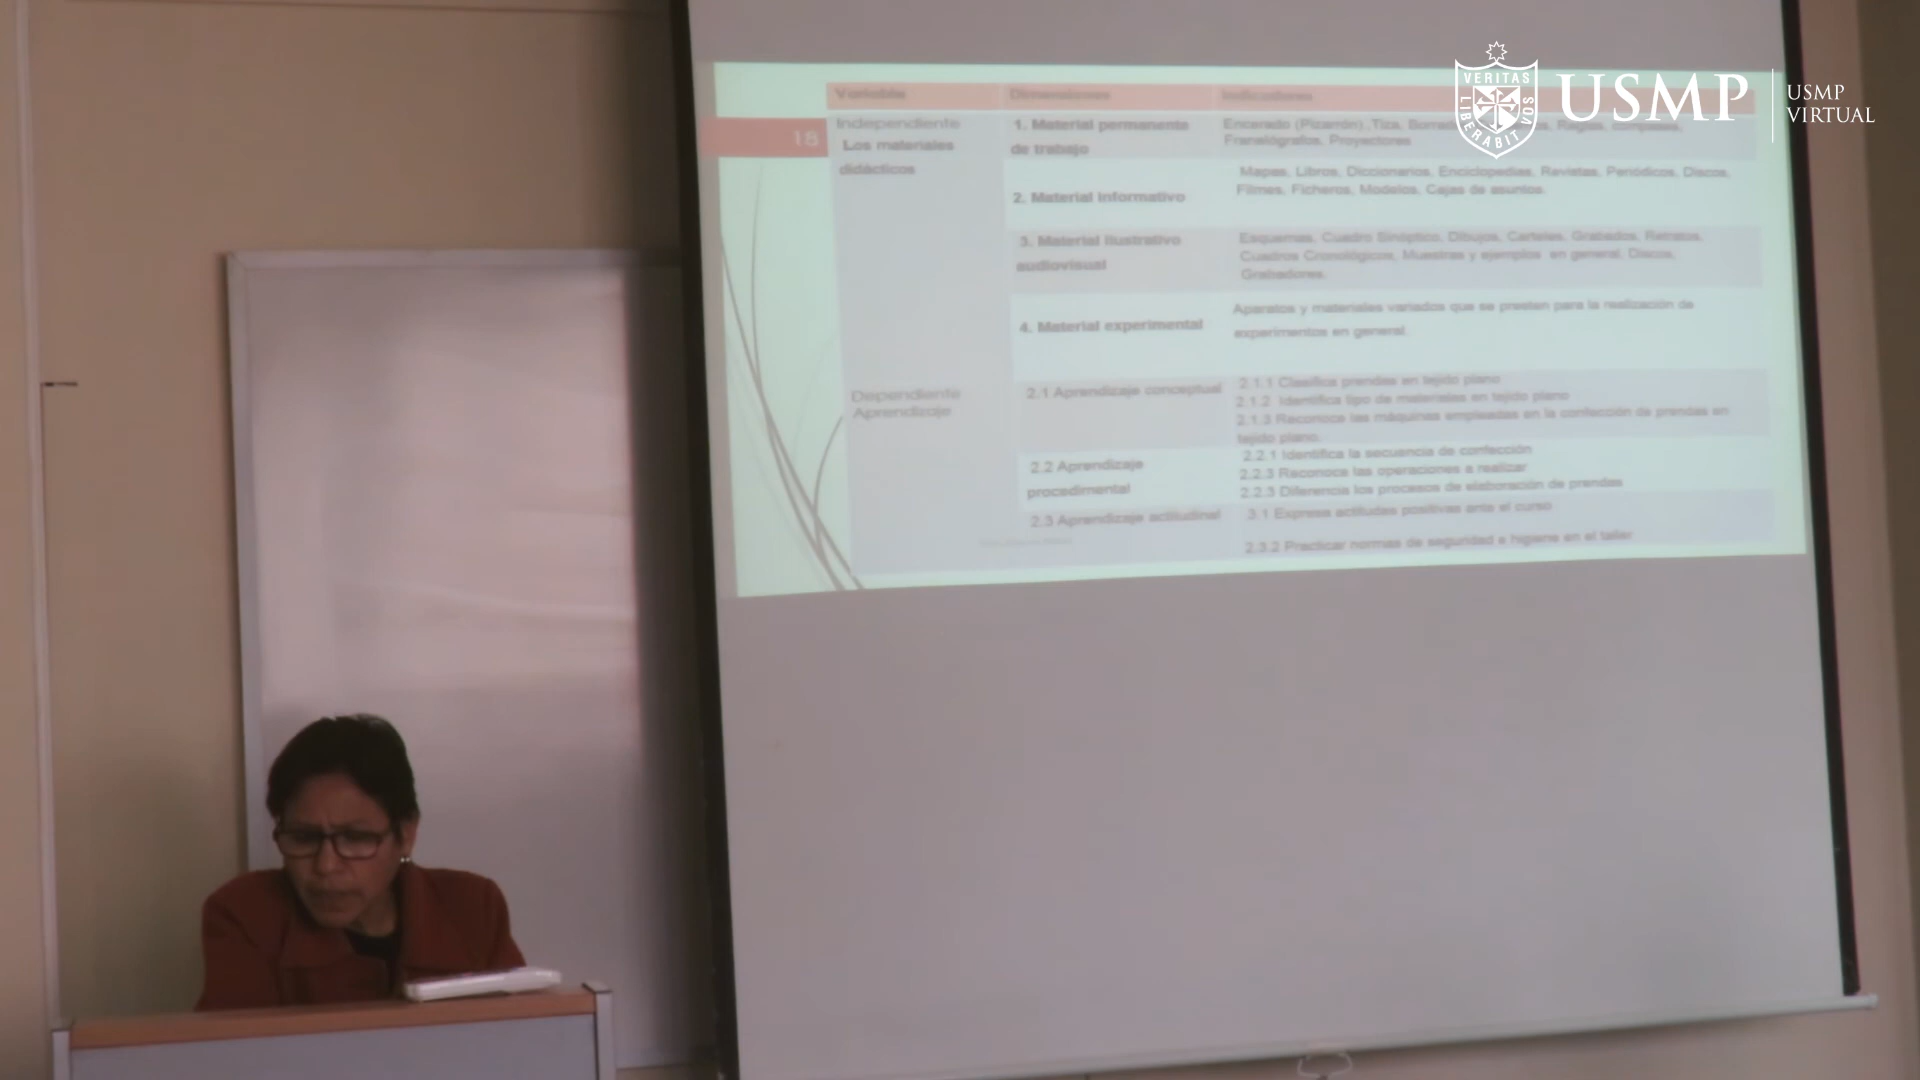 VERITAS
LIBERABIT VOS
USMP
USMP
VIRTUAL
Variable Dimensiones Indicadores
18
Independiente
Los materiales
didácticos
1. Material permanente
de trabajo
Encerado (Pizarrón) ,Tiza, Reglas, compases,
Franelógrafos, Proyectores
2. Material Informativo
Mapas, Libros, Diccionarios, Enciclopedias, Revistas, Periódicos, Discos,
Filmes, Ficheros, Modelos, Cajas de asuntos.
3. Material Ilustrativo
audiovisual
Esquemas, Cuadro Sinóptico, Dibujos, Carteles, Grabados, Retratos,
Cuadros Cronológicos, Muestras y ejemplos en general. Discos,
Grabadores.
4. Material experimental
Aparatos y materiales variados que se presten para la realización de
experimentos en general.
Dependiente
Aprendizaje
2.1 Aprendizaje conceptual
2.1.1 Clasifica prendas en tejido plano
2.1.2 Identifica tipo de materiales en tejido plano
2.1.3 Reconoce las máquinas empleadas en la confección de prendas en
tejido plano.
2.2 Aprendizaje
procedimental
2.2.1 Identifica la secuencia de confección
2.2.3 Reconoce las operaciones a realizar
2.2.3 Diferencia los procesos de elaboración de prendas
2.3 Aprendizaje actitudinal
3.1 Expresa actitudes positivas ante el curso
2.3.2 Practicar normas de seguridad e higiene en el taller